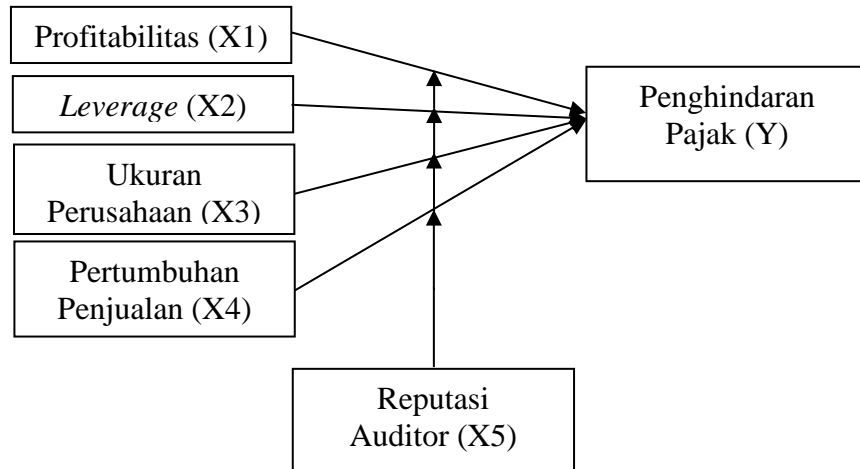 Profitabilitas (X1)
Leverage (X2)
Ukuran
Perusahaan (X3)
Pertumbuhan
Penjualan (X4)
Penghindaran
Pajak (Y)
Reputasi
Auditor (X5)